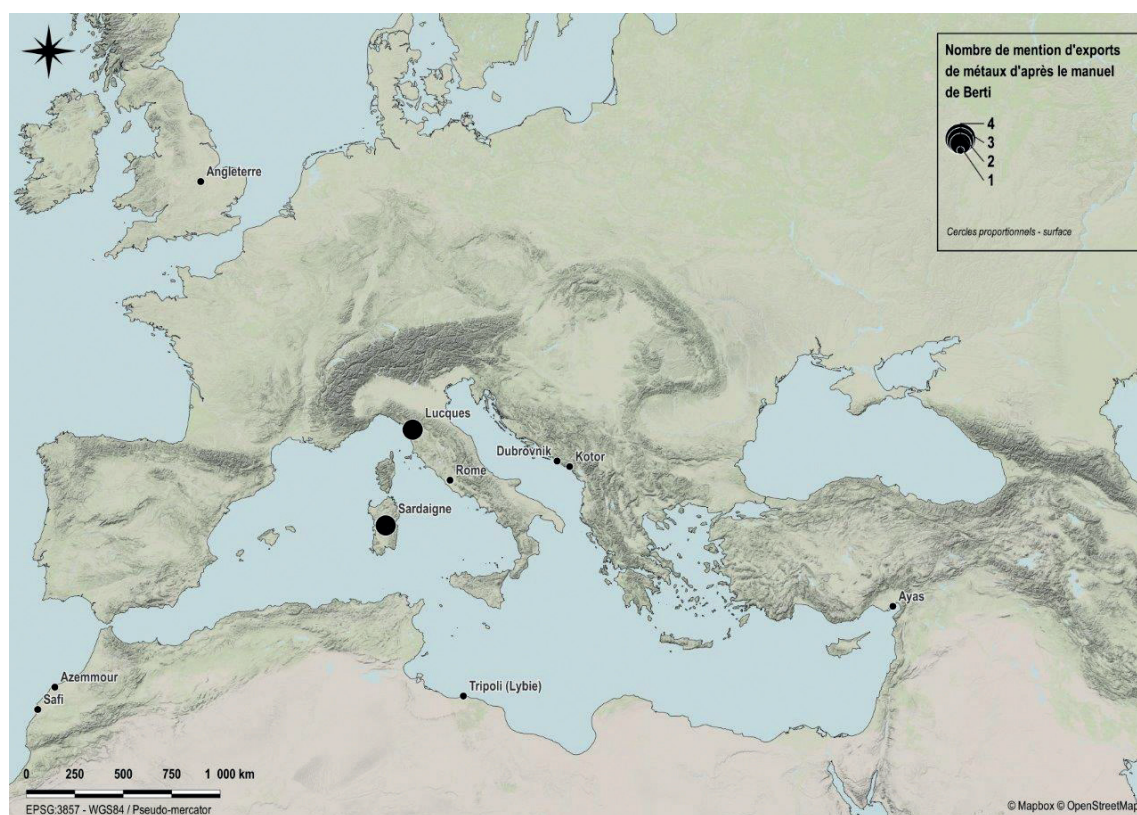 Nombre de mention d'exports
de métaux d'après le manuel
de Berti
4
3
2
1
Cercles proportionnels - surface
Angleterre
Lucques
Dubrovnik
Kotor
Rome
Sardaigne
Ayas
Azemmour
Safi
Tripoli (Lybie)
0 250 500 750 1 000 km
EPSG:3857 - WGS84 / Pseudo-mercator
© Mapbox © OpenStreetMap